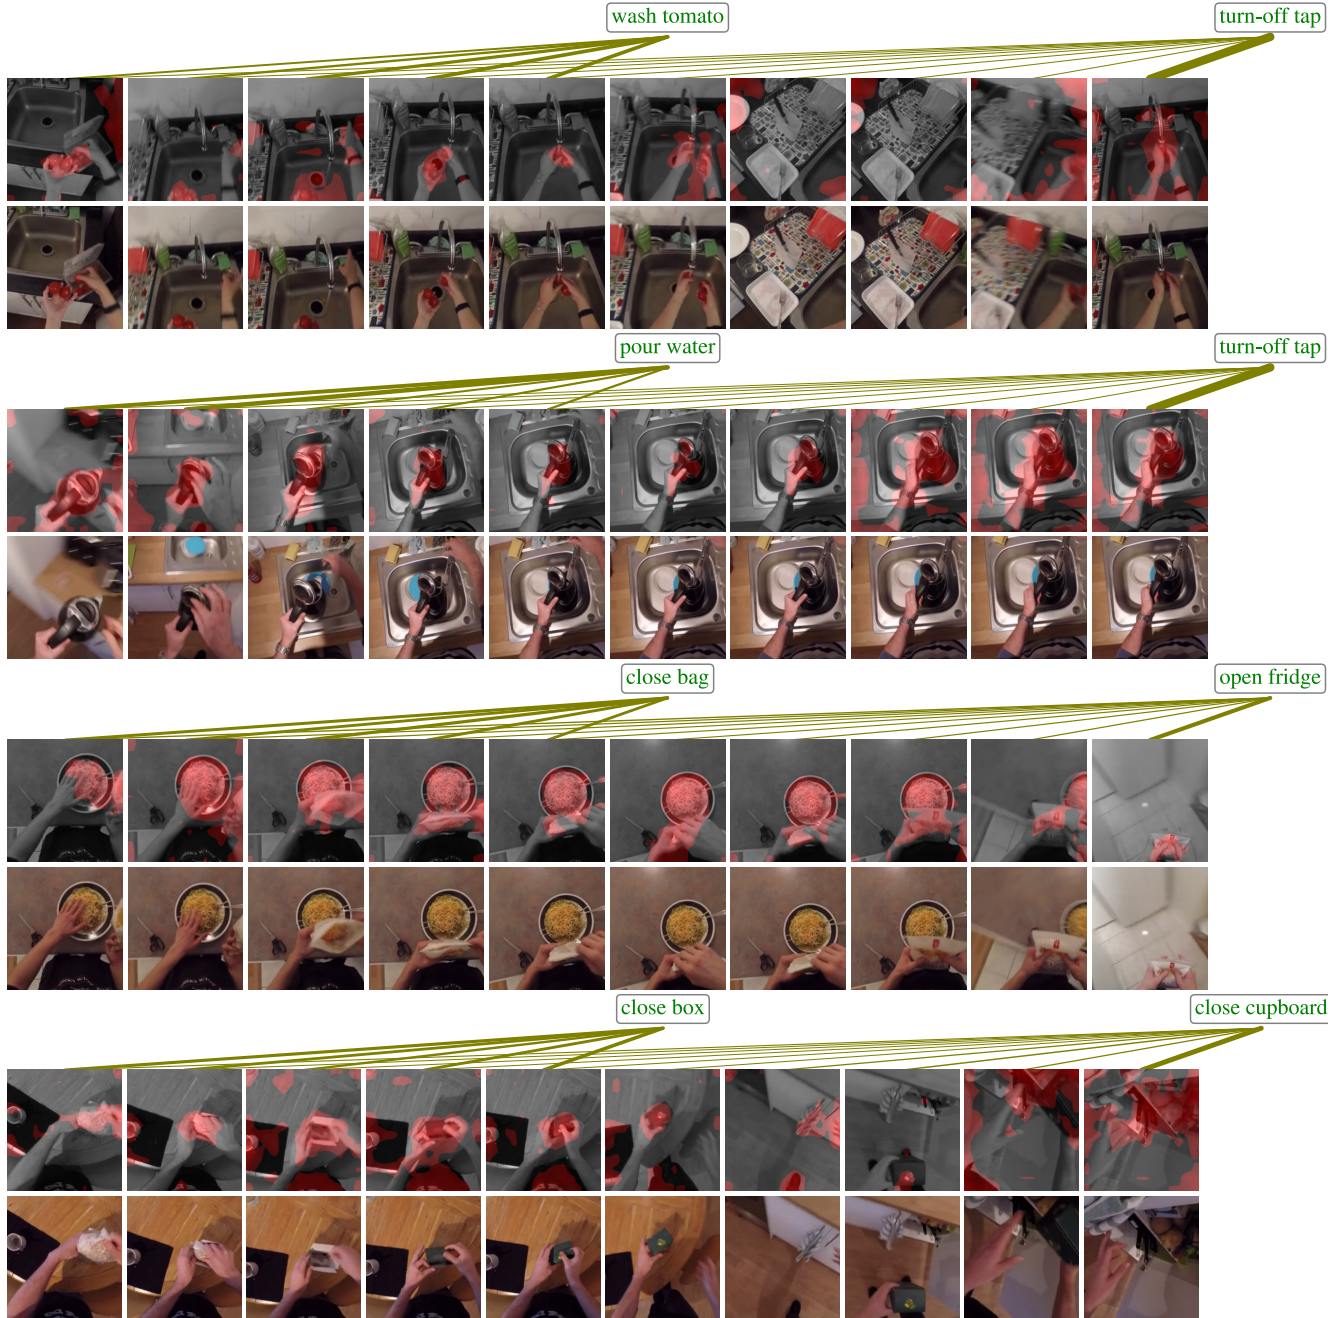 wash tomato
turn-off tap
pour water
turn-off tap
close bag
open fridge
close box
close cupboard